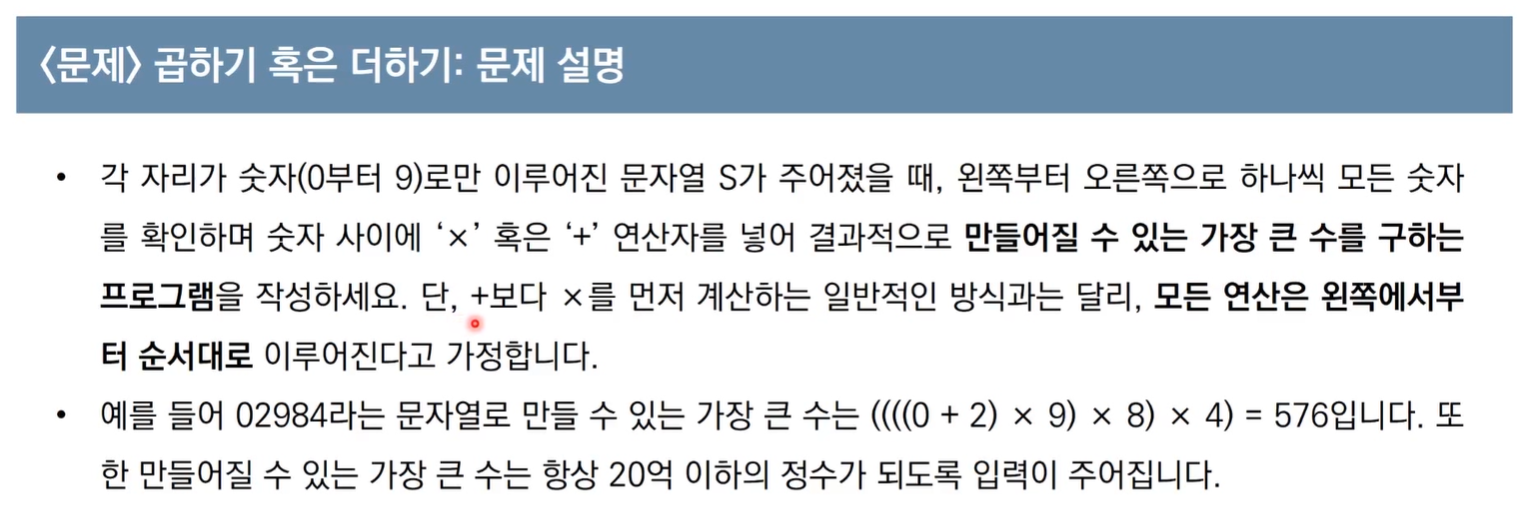 <문제> 곱하기 혹은 더하기: 문제 설명
• 각 자리가 숫자(0부터 9)로만 이루어진 문자열 S가 주어졌을 때, 왼쪽부터 오른쪽으로 하나씩 모든 숫자
를 확인하며 숫자 사이에 ‘×’ 혹은 ‘+’ 연산자를 넣어 결과적으로 만들어질 수 있는 가장 큰 수를 구하는
프로그램을 작성하세요. 단, +보다 ×를 먼저 계산하는 일반적인 방식과는 달리, 모든 연산은 왼쪽에서부
터 순서대로 이루어진다고 가정합니다.
• 예를 들어 02984라는 문자열로 만들 수 있는 가장 큰 수는 ((((0 + 2) × 9) × 8) × 4) = 576입니다. 또
한 만들어질 수 있는 가장 큰 수는 항상 20억 이하의 정수가 되도록 입력이 주어집니다.